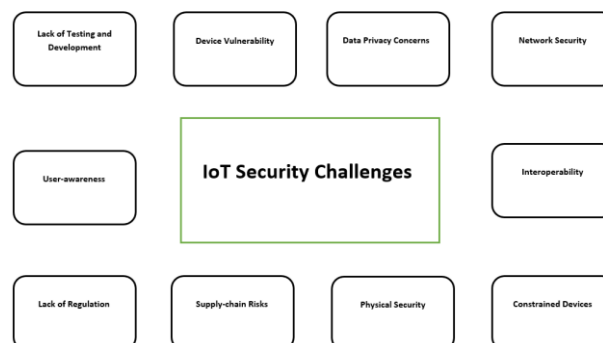 Lack of Testing and
Development
Device Vulnerability
Data Privacy Concerns
Network Security
User-awareness
IoT Security Challenges
Interoperability
Lack of Regulation
Supply-chain Risks
Physical Security
Constrained Devices